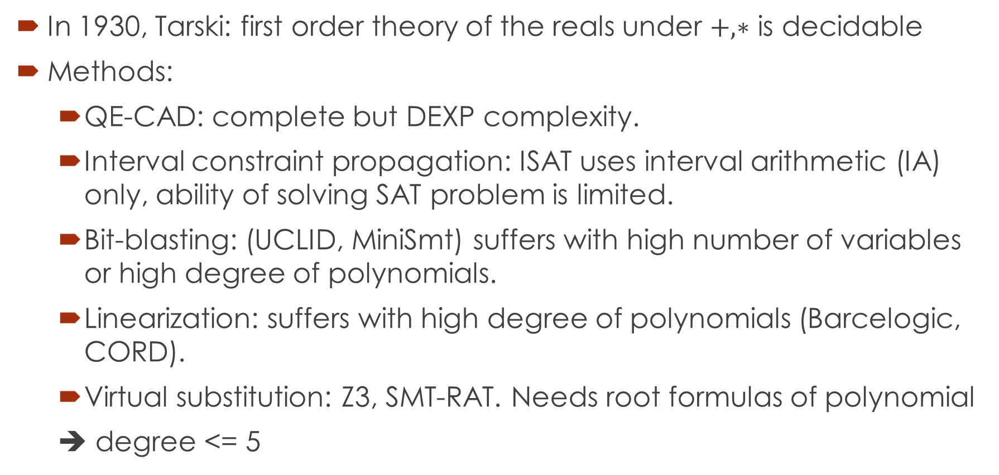 In 1930, Tarski: first order theory of the reals under +,* is decidable
Methods:
QE-CAD: complete but DEXP complexity.
Interval constraint propagation: ISAT uses interval arithmetic (IA)
only, ability of solving SAT problem is limited.
Bit-blasting: (UCLID, MiniSmt) suffers with high number of variables
or high degree of polynomials.
Linearization: suffers with high degree of polynomials (Barcelogic,
CORD).
Virtual substitution: Z3, SMT-RAT. Needs root formulas of polynomial
➔ degree <= 5